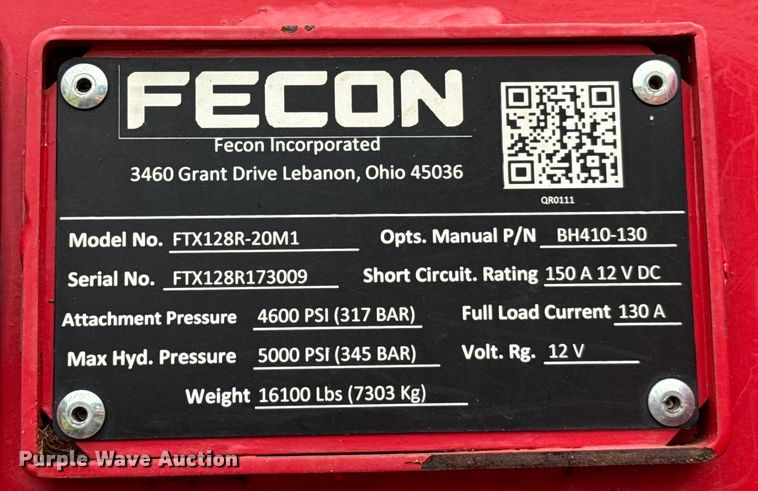 FECON
Fecon Incorporated
3460 Grant Drive Lebanon, Ohio 45036
QR0111
Model No. FTX128R-20M1 Opts. Manual P/N BH410-130
Serial No. FTX128R173009 Short Circuit. Rating 150 A 12 V DC
Attachment Pressure 4600 PSI (317 BAR) Full Load Current 130 A
Max Hyd. Pressure 5000 PSI (345 BAR) Volt. Rg. 12 V
Weight 16100 Lbs (7303 Kg)
Purple Wave Auction